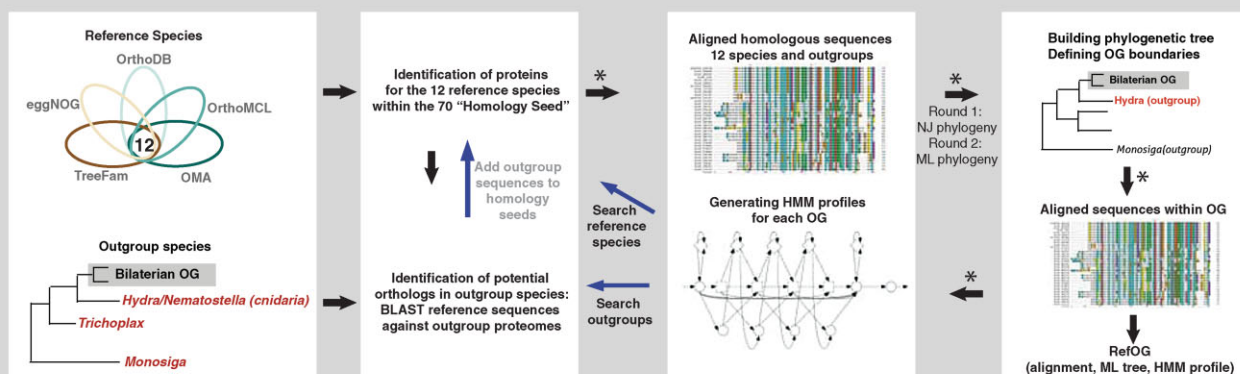 Reference Species
OrthoDB
eggNOG
OrthoMCL
12
TreeFam
OMA
Outgroup species
Bilaterian OG
Hydra/Nematostella (cnidaria)
Trichoplax
Monosiga
Identification of proteins
for the 12 reference species
within the 70 “Homology Seed”
Add outgroup
sequences to
homology
seeds
Identification of potential
orthologs in outgroup species:
BLAST reference sequences
against outgroup proteomes
*
Search
reference
species
Search
outgroups
Aligned homologous sequences
12 species and outgroups
Generating HMM profiles
for each OG
*
Round 1:
NJ phylogeny
Round 2:
ML phylogeny
*
Building phylogenetic tree
Defining OG boundaries
Bilaterian OG
Hydra (outgroup)
Monosiga(outgroup)
*
Aligned sequences within OG
RefOG
(alignment, ML tree, HMM profile)